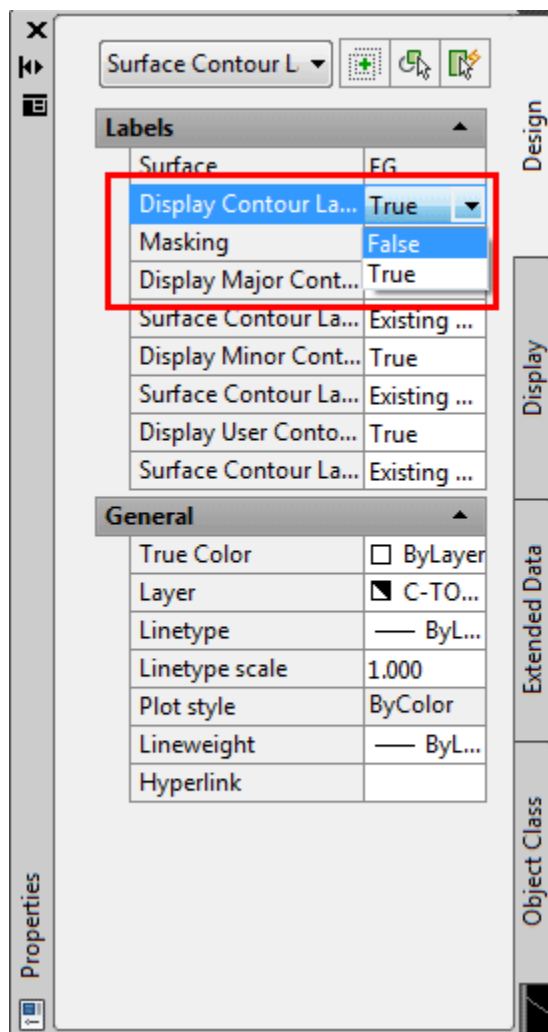 Surface Contour L
Labels
Surface EG
Display Contour La... True
False
True
Masking
Display Major Cont...
Surface Contour La... Existing ...
Display Minor Cont... True
Surface Contour La... Existing ...
Display User Conto... True
Surface Contour La... Existing ...
General
True Color ByLayer
Layer C-TO...
Linetype ByL...
Linetype scale 1.000
Plot style ByColor
Lineweight ByL...
Hyperlink
Design
Display
Extended Data
Object Class
Properties